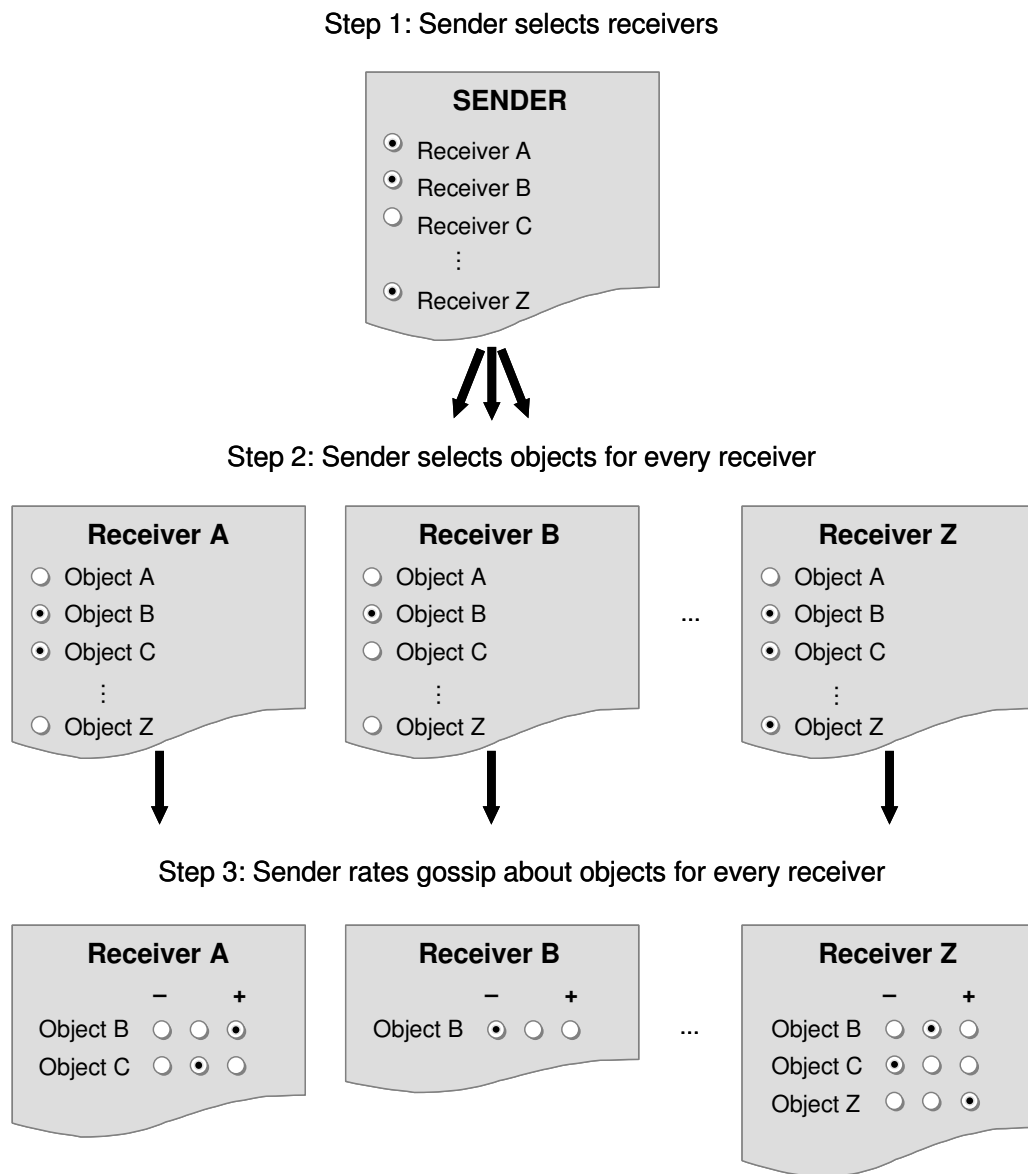 Step 1: Sender selects receivers
SENDER
Receiver A
Receiver B
Receiver C
⋮
Receiver Z
Step 2: Sender selects objects for every receiver
Receiver A
Object A
Object B
Object C
⋮
Object Z
Receiver B
Object A
Object B
Object C
⋮
Object Z
...
Receiver Z
Object A
Object B
Object C
⋮
Object Z
Step 3: Sender rates gossip about objects for every receiver
Receiver A
– +
Object B
Object C
Receiver B
– +
Object B
...
Receiver Z
– +
Object B
Object C
Object Z